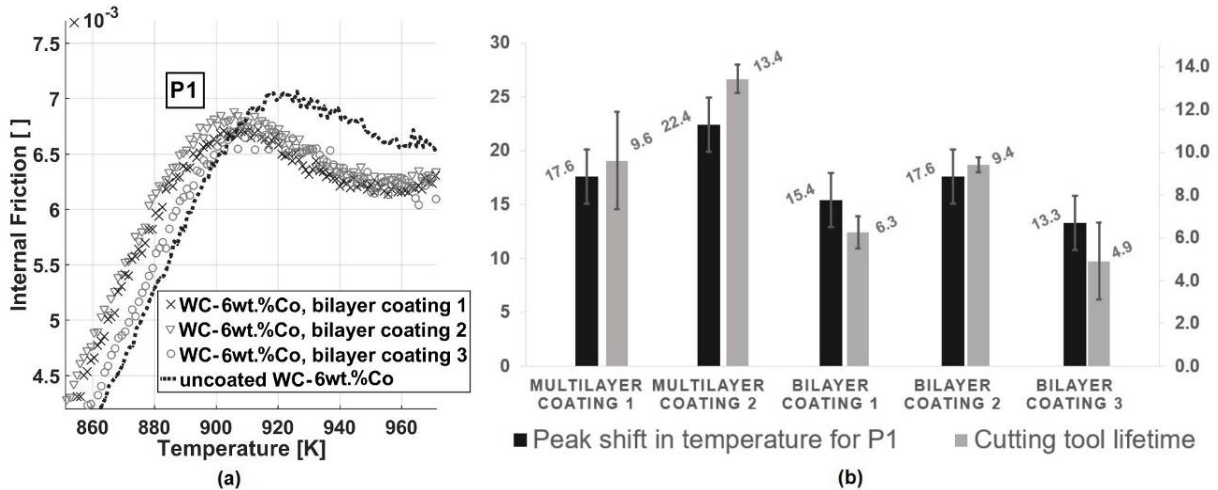 ×10⁻³
7.5
7
6.5
6
5.5
5
4.5
Internal Friction [ ]
P1
WC-6wt.%Co, bilayer coating 1
WC-6wt.%Co, bilayer coating 2
WC-6wt.%Co, bilayer coating 3
uncoated WC-6wt.%Co
860 880 900 920 940 960
Temperature [K]
(a)
30
25
20
15
10
5
0
17.6
9.6
22.4
13.4
15.4
6.3
17.6
9.4
13.3
4.9
14.0
12.0
10.0
8.0
6.0
4.0
2.0
0.0
MULTILAYER
COATING 1
MULTILAYER
COATING 2
BILAYER
COATING 1
BILAYER
COATING 2
BILAYER
COATING 3
Peak shift in temperature for P1
Cutting tool lifetime
(b)